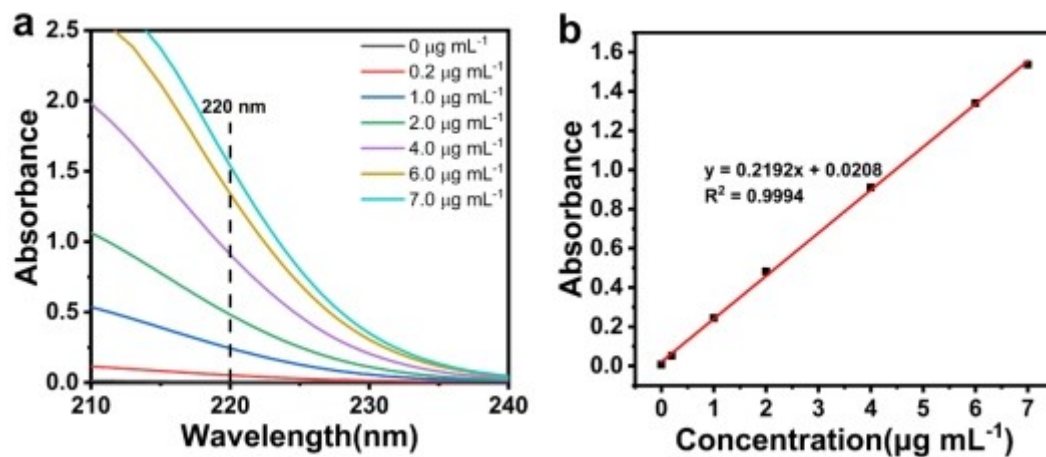 a
2.5
2.0
1.5
1.0
0.5
0.0
Absorbance
220 nm
0 μg mL⁻¹
0.2 μg mL⁻¹
1.0 μg mL⁻¹
2.0 μg mL⁻¹
4.0 μg mL⁻¹
6.0 μg mL⁻¹
7.0 μg mL⁻¹
210 220 230 240
Wavelength(nm)
b
1.6
1.4
1.2
1.0
0.8
0.6
0.4
0.2
0.0
Absorbance
y = 0.2192x + 0.0208
R² = 0.9994
0 1 2 3 4 5 6 7
Concentration(μg mL⁻¹)